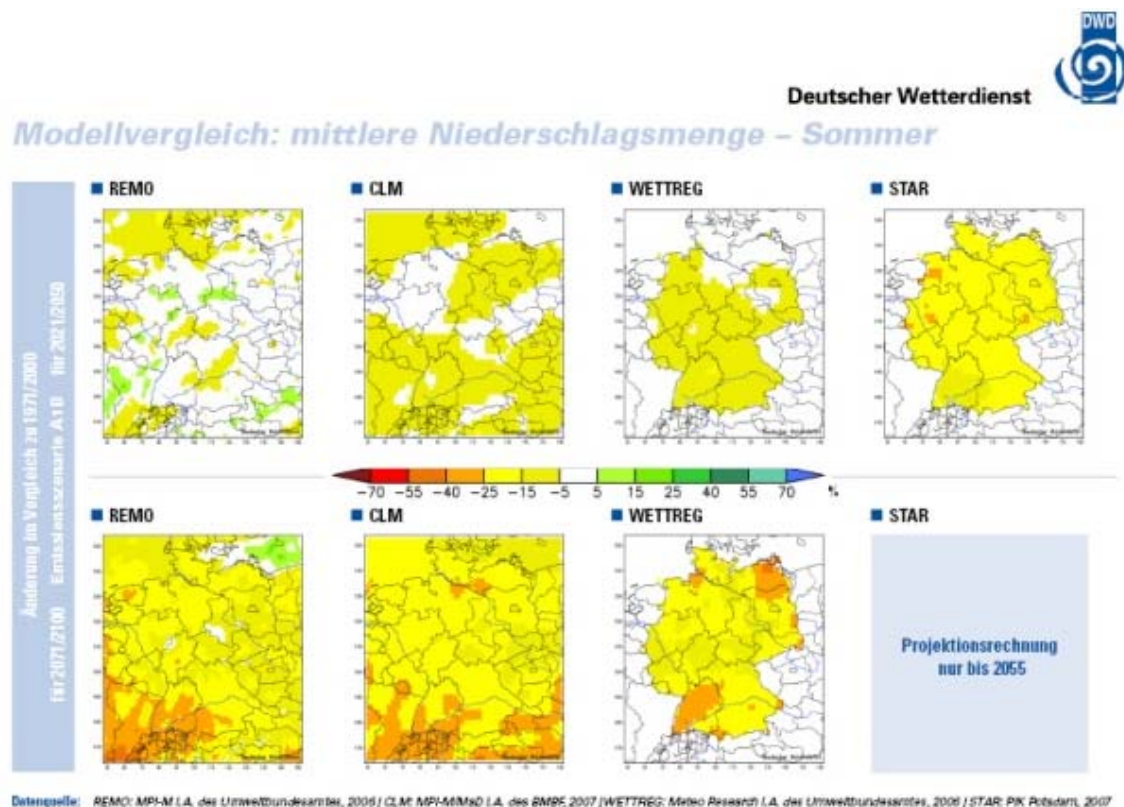 DWD
Deutscher Wetterdienst
Modellvergleich: mittlere Niederschlagsmenge – Sommer
Änderung im Vergleich zu 1971/2000
für 2071/2100 Emissionsszenario A1B für 2021/2050
REMO
CLM
WETTREG
STAR
-70 -55 -40 -25 -15 -5 5 15 25 40 55 70 %
REMO
CLM
WETTREG
STAR
Projektionsrechnung
nur bis 2055
Datenquelle: REMO: MPI-M i.A. des Umweltbundesamtes, 2006 | CLM: MPI-M/MaD i.A. des BMBF, 2007 | WETTREG: Meteo Research i.A. des Umweltbundesamtes, 2006 | STAR: PIK Potsdam, 2007